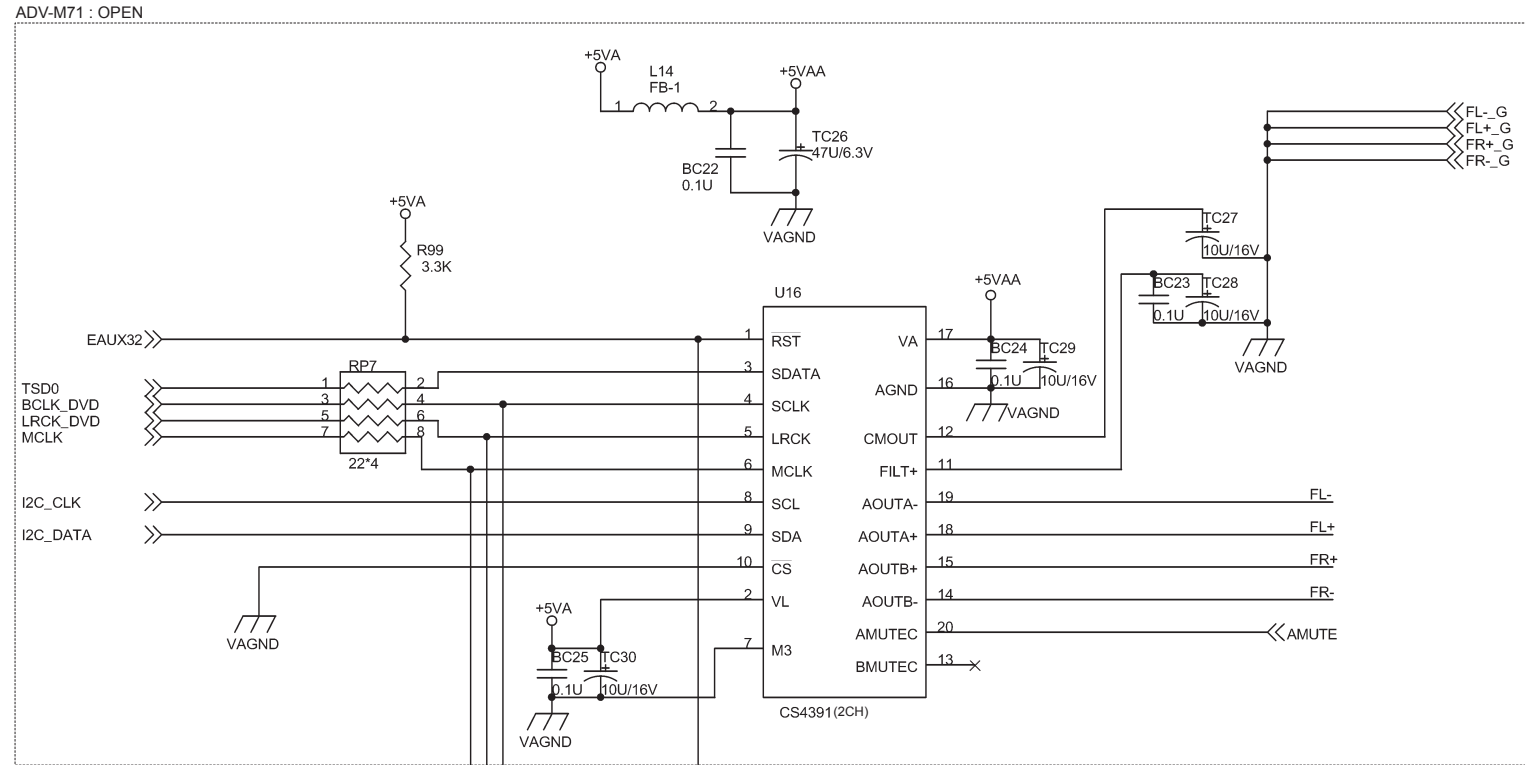 ADV-M71 : OPEN
+5VA
L14
FB-1
+5VAA
1
2
TC26
47U/6.3V
BC22
0.1U
VAGND
FL-_G
FL+_G
FR+_G
FR-_G
+5VA
R99
3.3K
TC27
10U/16V
BC23
TC28
0.1U
10U/16V
VAGND
+5VAA
BC24
TC29
0.1U
10U/16V
VAGND
U16
EAUX32
1
RST
VA
17
RP7
TSD0
1
2
3
SDATA
BCLK_DVD
3
4
4
SCLK
AGND
16
LRCK_DVD
5
6
5
LRCK
CMOUT
12
MCLK
7
8
22*4
6
MCLK
FILT+
11
I2C_CLK
8
SCL
AOUTA-
19
FL-
I2C_DATA
9
SDA
AOUTA+
18
FL+
10
CS
AOUTB+
15
FR+
VAGND
2
VL
AOUTB-
14
FR-
+5VA
BC25
TC30
0.1U
10U/16V
VAGND
7
M3
AMUTEC
20
AMUTE
BMUTEC
13
CS4391(2CH)